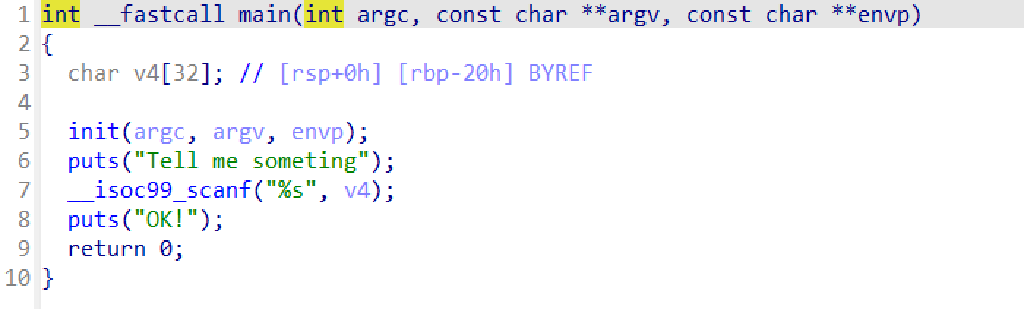 1 int __fastcall main(int argc, const char **argv, const char **envp)
2 {
3   char v4[32]; // [rsp+0h] [rbp-20h] BYREF
4
5   init(argc, argv, envp);
6   puts("Tell me someting");
7   __isoc99_scanf("%s", v4);
8   puts("OK!");
9   return 0;
10 }